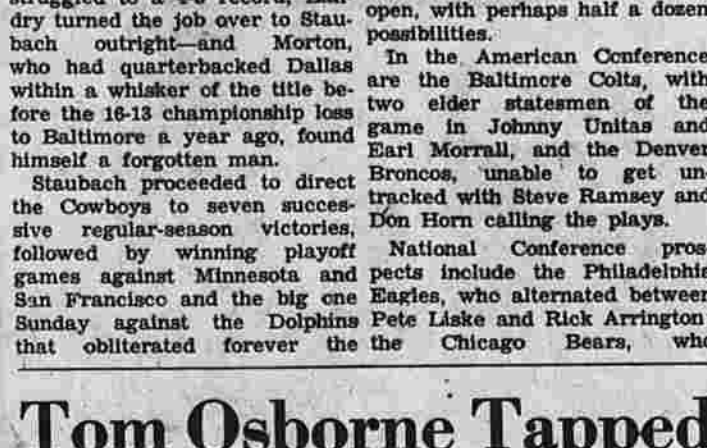 dry turned the job over to Stau-
bach outright—and Morton,
who had quarterbacked Dallas
within a whisker of the title be-
fore the 16-13 championship loss
to Baltimore a year ago, found
himself a forgotten man.
Staubach proceeded to direct
the Cowboys to seven succes-
sive regular-season victories,
followed by winning playoff
games against Minnesota and
San Francisco and the big one
Sunday against the Dolphins
that obliterated forever the
open, with perhaps half a dozen
possibilities.
In the American Conference
are the Baltimore Colts, with
two elder statesmen of the
game in Johnny Unitas and
Earl Morrall, and the Denver
Broncos, unable to get un-
tracked with Steve Ramsey and
Don Horn calling the plays.
National Conference pros-
pects include the Philadelphia
Eagles, who alternated between
Pete Liske and Rick Arrington
the Chicago Bears, who
Tom Osborne Tapped